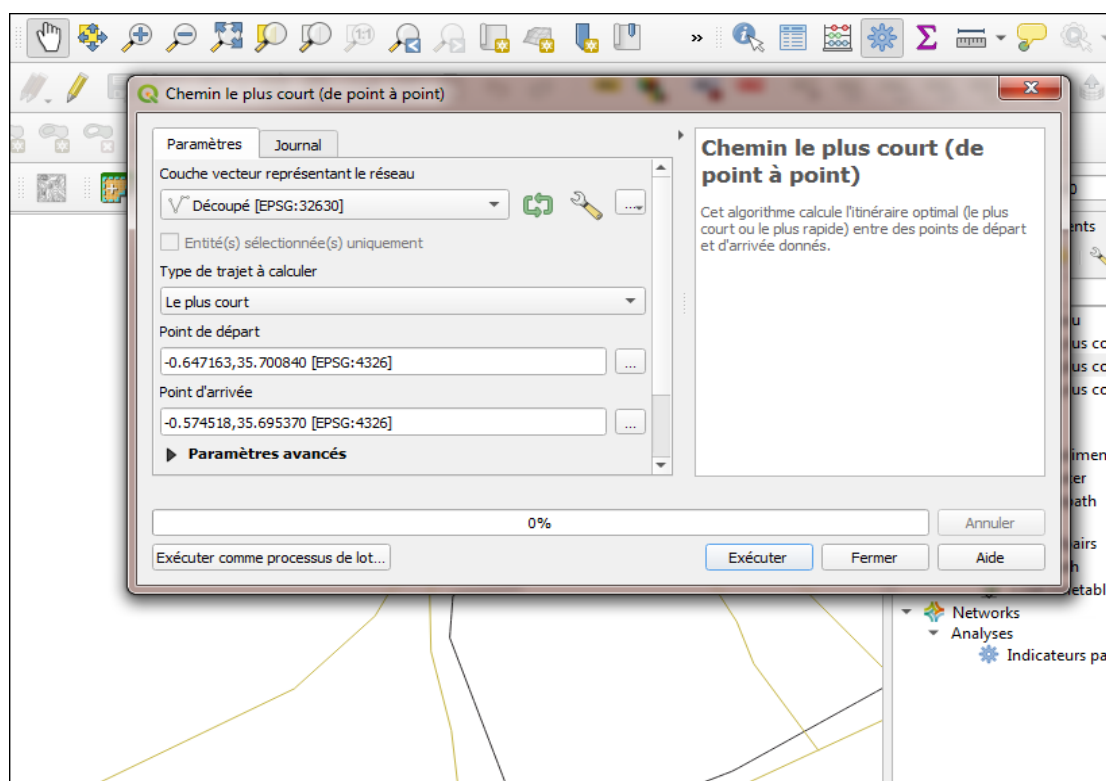 1:1
»
Chemin le plus court (de point à point)
Paramètres
Journal
Couche vecteur représentant le réseau
Découpé [EPSG:32630]
...
Entité(s) sélectionnée(s) uniquement
Type de trajet à calculer
Le plus court
Point de départ
-0.647163,35.700840 [EPSG:4326]
...
Point d'arrivée
-0.574518,35.695370 [EPSG:4326]
...
Paramètres avancés
Chemin le plus court (de
point à point)
Cet algorithme calcule l'itinéraire optimal (le plus
court ou le plus rapide) entre des points de départ
et d'arrivée donnés.
0%
Annuler
Exécuter comme processus de lot...
Exécuter
Fermer
Aide
Networks
Analyses
Indicateurs pa